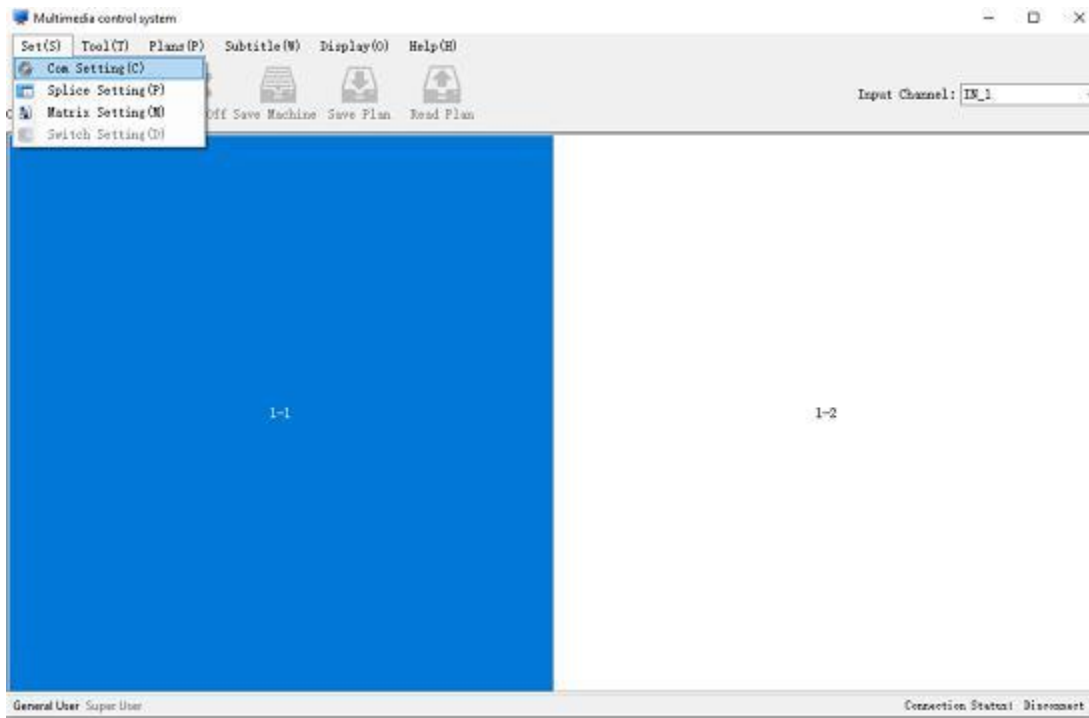 Multimedia control system
Set(S) Tool(T) Plans(P) Subtitle(W) Display(O) Help(H)
Com Setting(C)
Splice Setting(P)
Matrix Setting(M)
Switch Setting(D)
Off Save Machine Save Plan Read Plan
Input Channel: IN_1
1-1
1-2
General User Super User
Connection Status: Disconnect